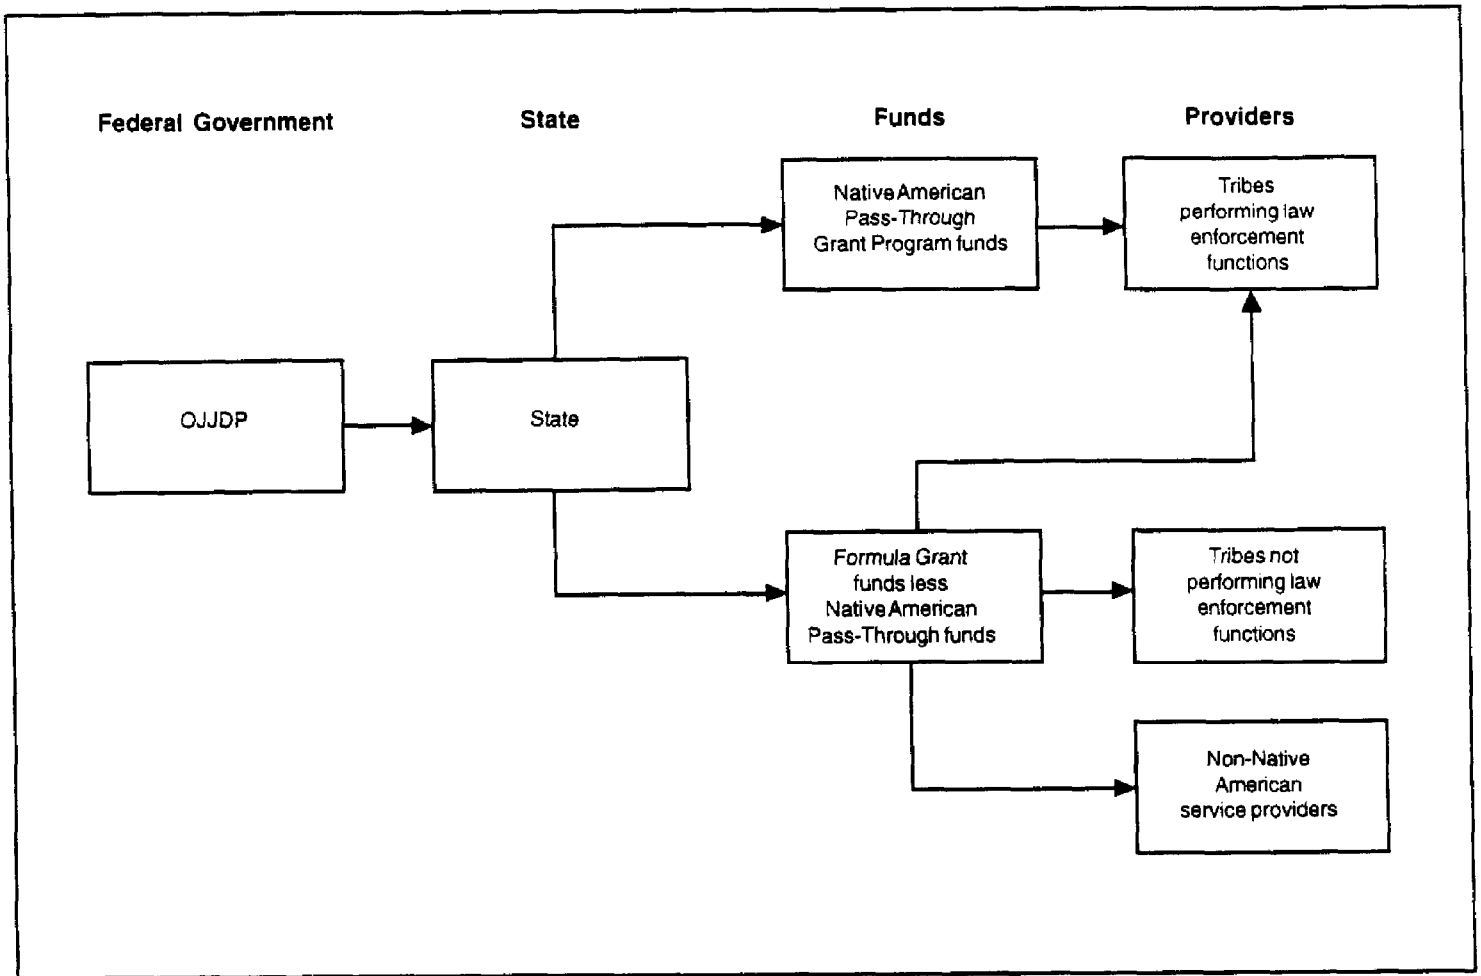 Federal Government
State
Funds
Providers
Native American
Pass-Through
Grant Program funds
Tribes
performing law
enforcement
functions
OJJDP
State
Formula Grant
funds less
Native American
Pass-Through funds
Tribes not
performing law
enforcement
functions
Non-Native
American
service providers